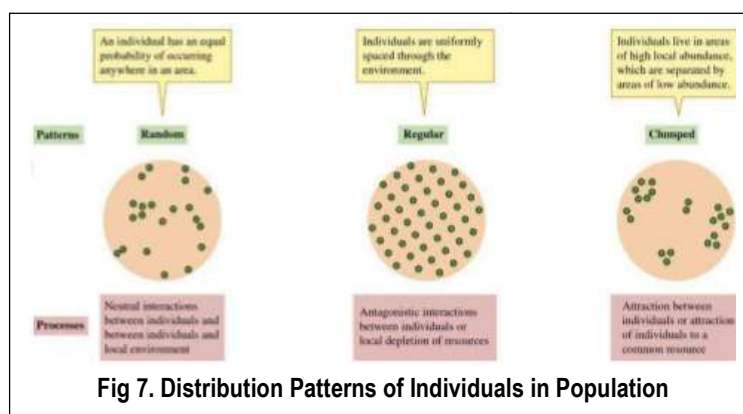 An individual has an equal
probability of occurring
anywhere in an area.
Individuals are uniformly
spaced through the
environment.
Individuals live in areas
of high local abundance,
which are separated by
areas of low abundance.
Patterns
Random
Regular
Clumped
Processes
Neutral interactions
between individuals and
between individuals and
local environment
Antagonistic interactions
between individuals or
local depletion of resources
Attraction between
individuals or attraction
of individuals to a
common resource
Fig 7. Distribution Patterns of Individuals in Population